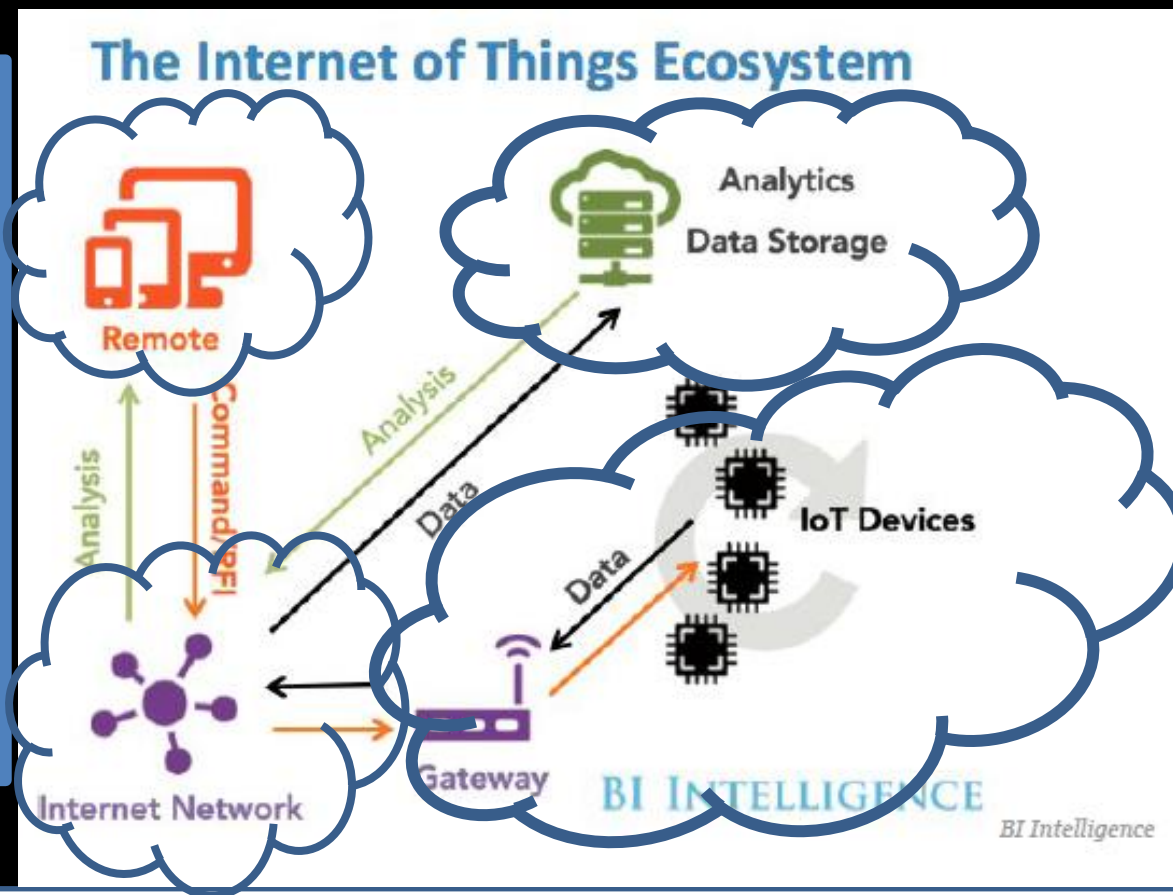 The Internet of Things Ecosystem
Analytics
Data Storage
Remote
Analysis
Command/RFI
Analysis
Data
IoT Devices
Data
Gateway
Internet Network
BI INTELLIGENCE
BI Intelligence